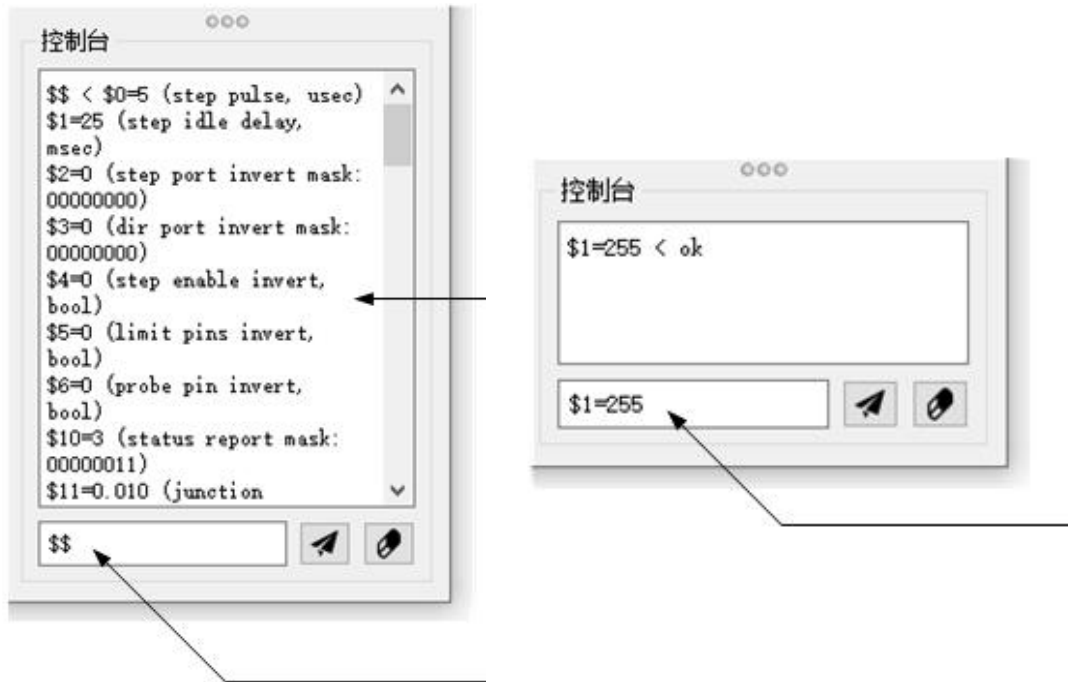 控制台
$$ < $0=5 (step pulse, usec)
$1=25 (step idle delay,
msec)
$2=0 (step port invert mask:
00000000)
$3=0 (dir port invert mask:
00000000)
$4=0 (step enable invert,
bool)
$5=0 (limit pins invert,
bool)
$6=0 (probe pin invert,
bool)
$10=3 (status report mask:
00000011)
$11=0.010 (junction
$$
控制台
$1=255 < ok
$1=255